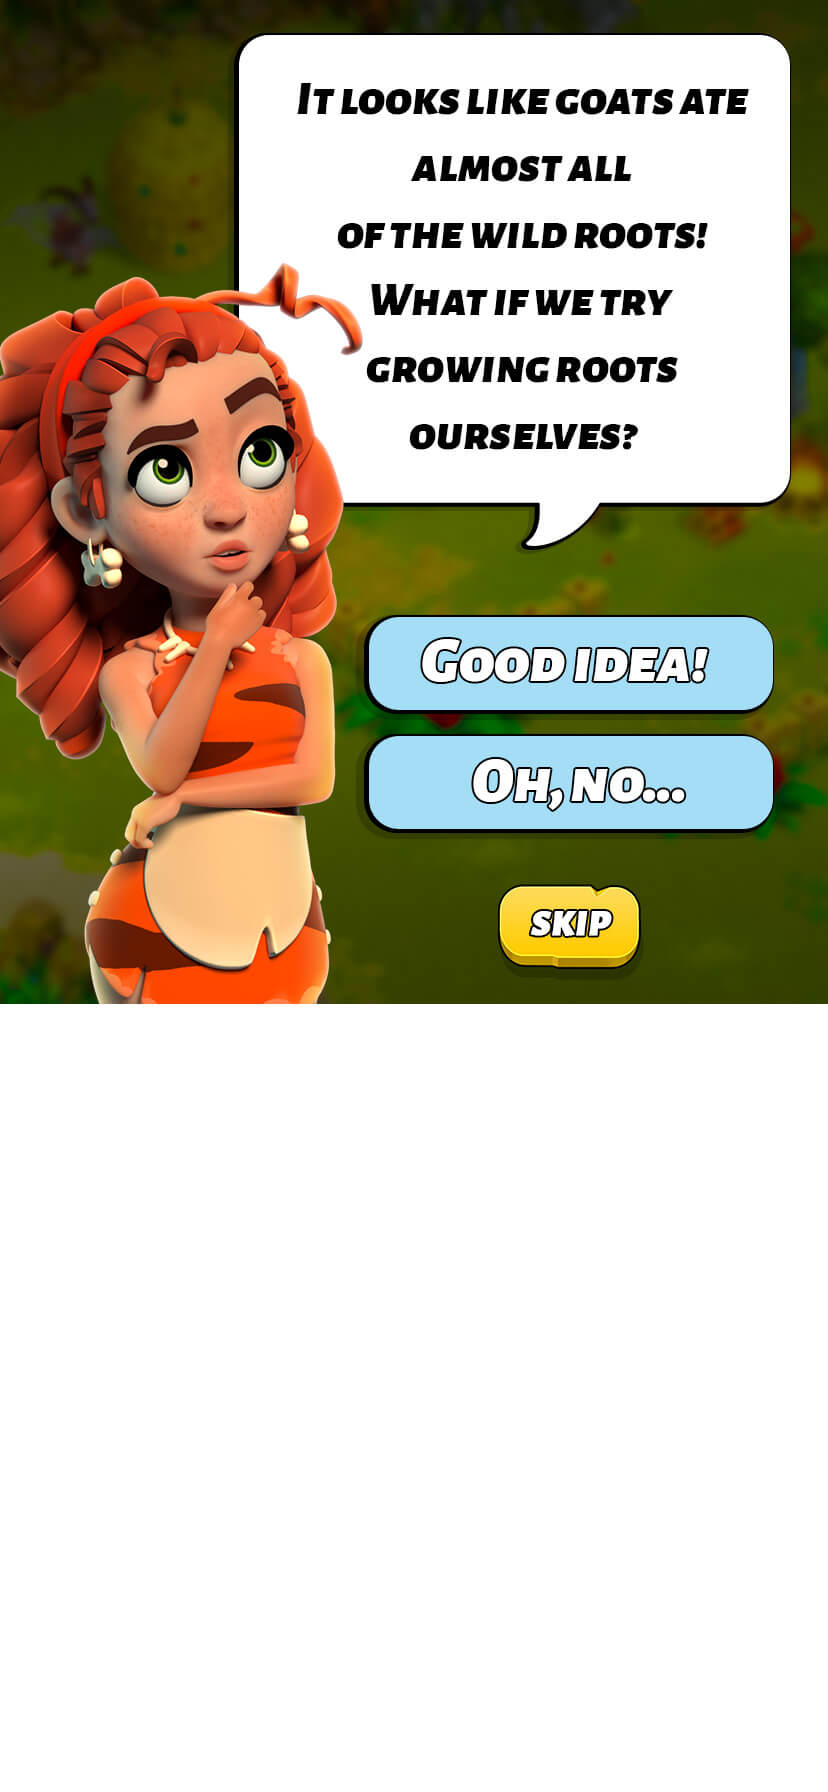 It looks like goats ate
almost all
of the wild roots!
What if we try
growing roots
ourselves?
Good idea!
Oh, no...
SKIP